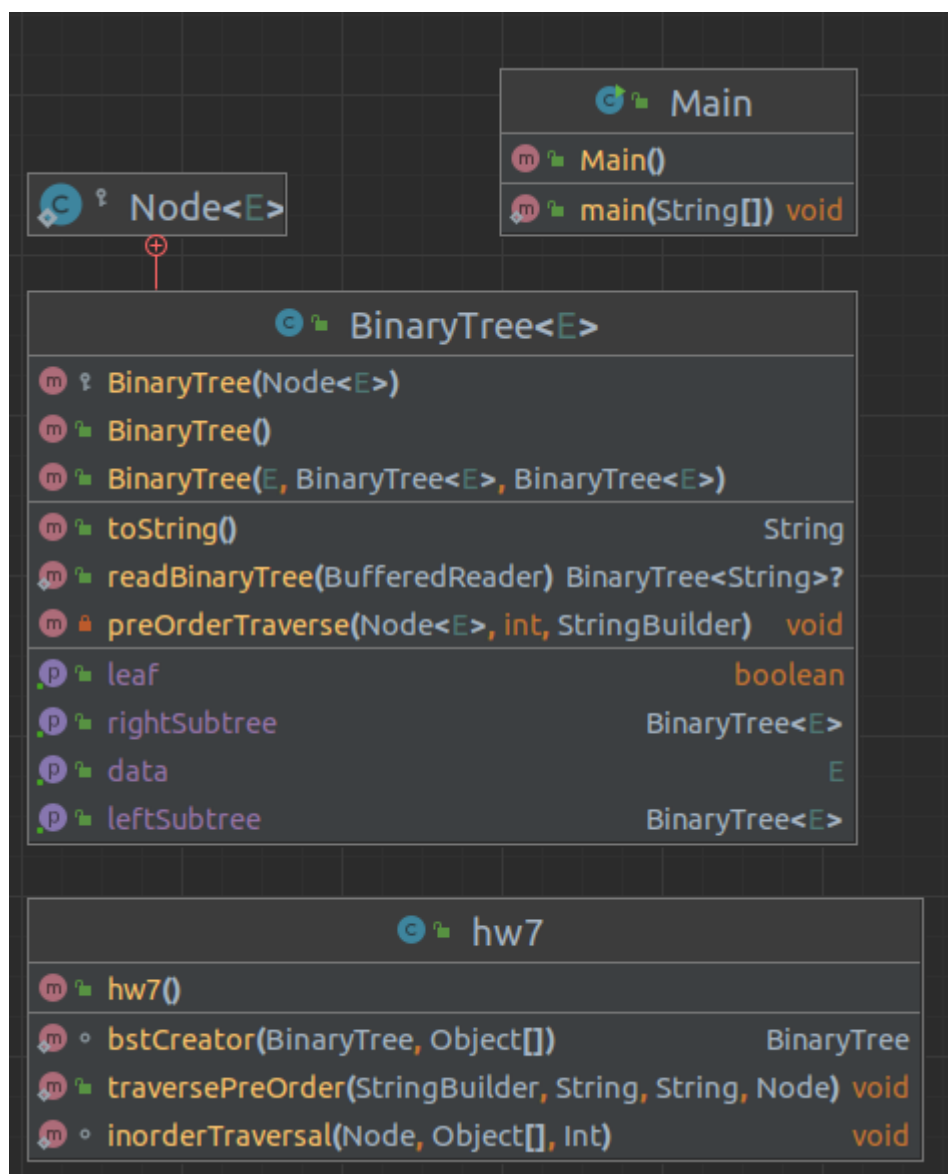 Main
Main()
main(String[]) void
Node<E>
BinaryTree<E>
BinaryTree(Node<E>)
BinaryTree()
BinaryTree(E, BinaryTree<E>, BinaryTree<E>)
toString() String
readBinaryTree(BufferedReader) BinaryTree<String>?
preOrderTraverse(Node<E>, int, StringBuilder) void
leaf boolean
rightSubtree BinaryTree<E>
data E
leftSubtree BinaryTree<E>
hw7
hw7()
bstCreator(BinaryTree, Object[]) BinaryTree
traversePreOrder(StringBuilder, String, String, Node) void
inorderTraversal(Node, Object[], Int) void